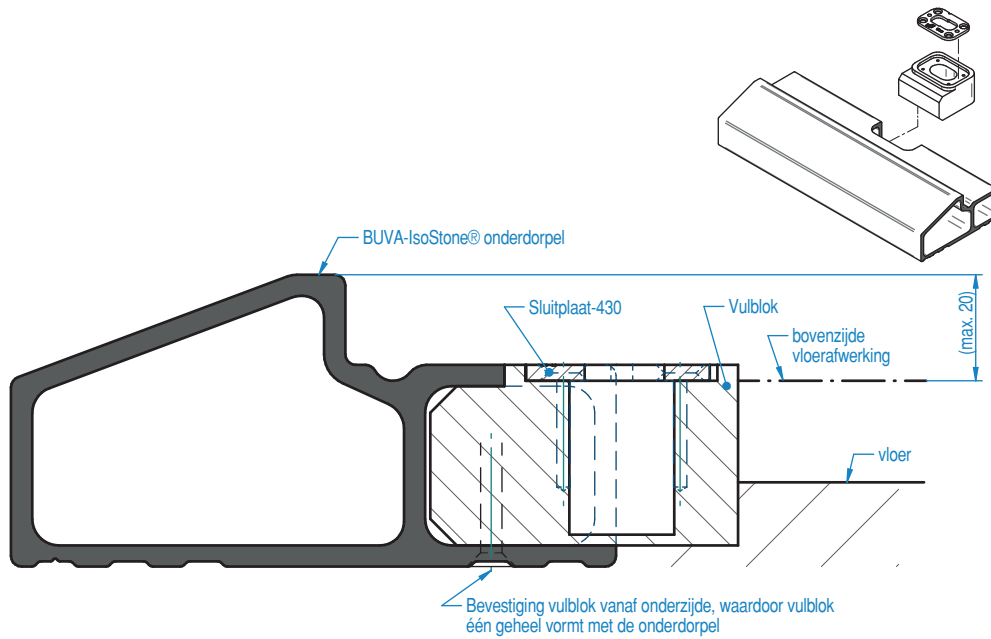 BUVA-IsoStone® onderdorpel
Sluitplaat-430
Vulblok
bovenzijde
vloerafwerking
(max. 20)
vloer
Bevestiging vulblok vanaf onderzijde, waardoor vulblok
één geheel vormt met de onderdorpel